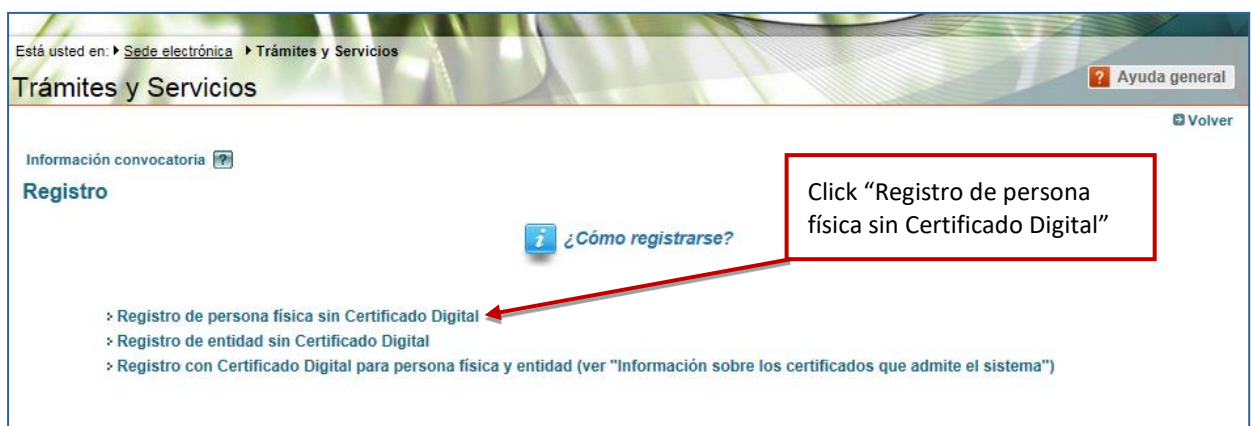 Está usted en: Sede electrónica Trámites y Servicios
Trámites y Servicios
? Ayuda general
Volver
Información convocatoria ?
Registro
Click “Registro de persona
física sin Certificado Digital”
i ¿Cómo registrarse?
Registro de persona física sin Certificado Digital
Registro de entidad sin Certificado Digital
Registro con Certificado Digital para persona física y entidad (ver "Información sobre los certificados que admite el sistema")